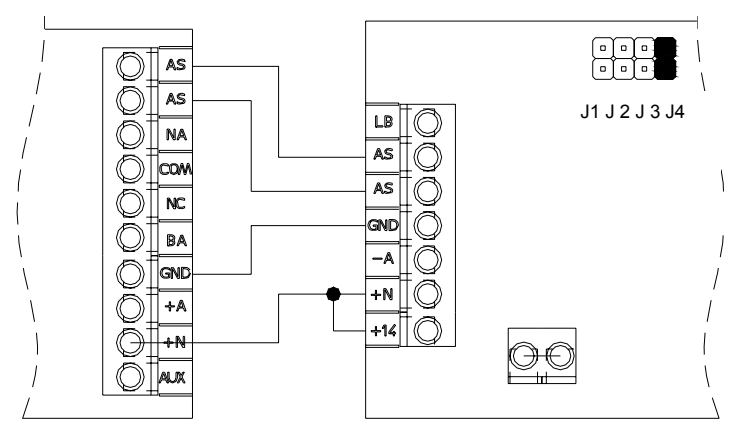 AS
AS
NA
COM
NC
BA
GND
+A
+N
AUX
LB
AS
AS
GND
-A
+N
+14
J1 J 2 J 3 J4